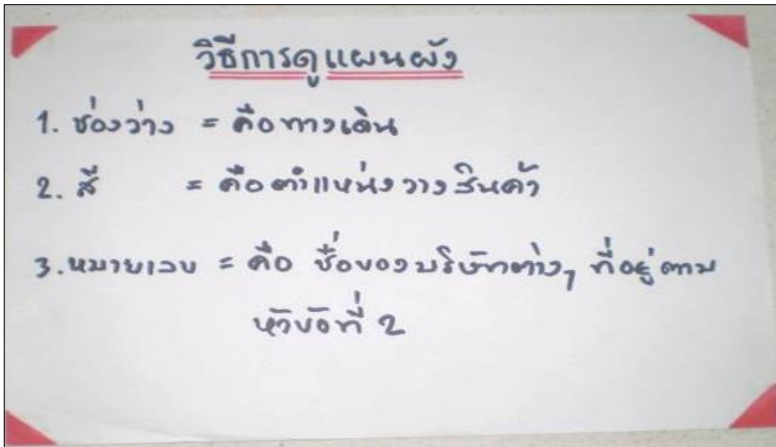 วิธีการดูแผนผัง
1. ช่องว่าง = คือทางเดิน
2. สี = คือตำแหน่งวางสินค้า
3. หมายเลข = คือ ชื่อของบริษัทต่างๆ ที่อยู่ตาม
หัวข้อที่ 2